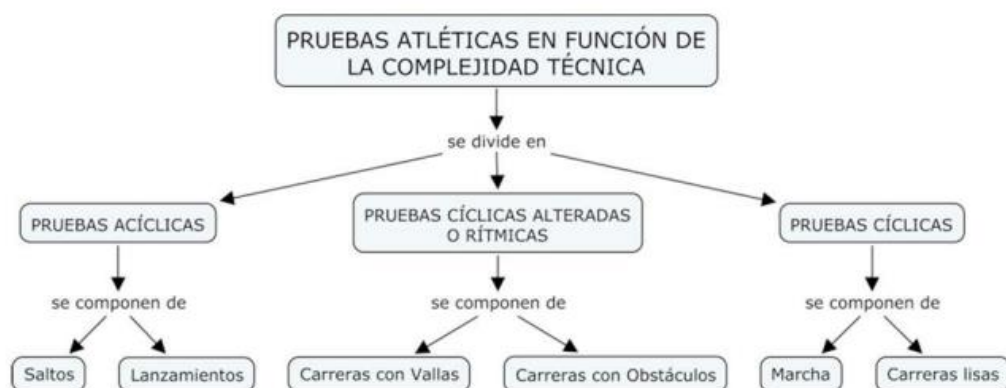 PRUEBAS ATLÉTICAS EN FUNCIÓN DE
LA COMPLEJIDAD TÉCNICA
se divide en
PRUEBAS ACÍCLICAS
PRUEBAS CÍCLICAS ALTERADAS
O RÍTMICAS
PRUEBAS CÍCLICAS
se componen de
se componen de
se componen de
Saltos
Lanzamientos
Carreras con Vallas
Carreras con Obstáculos
Marcha
Carreras lisas